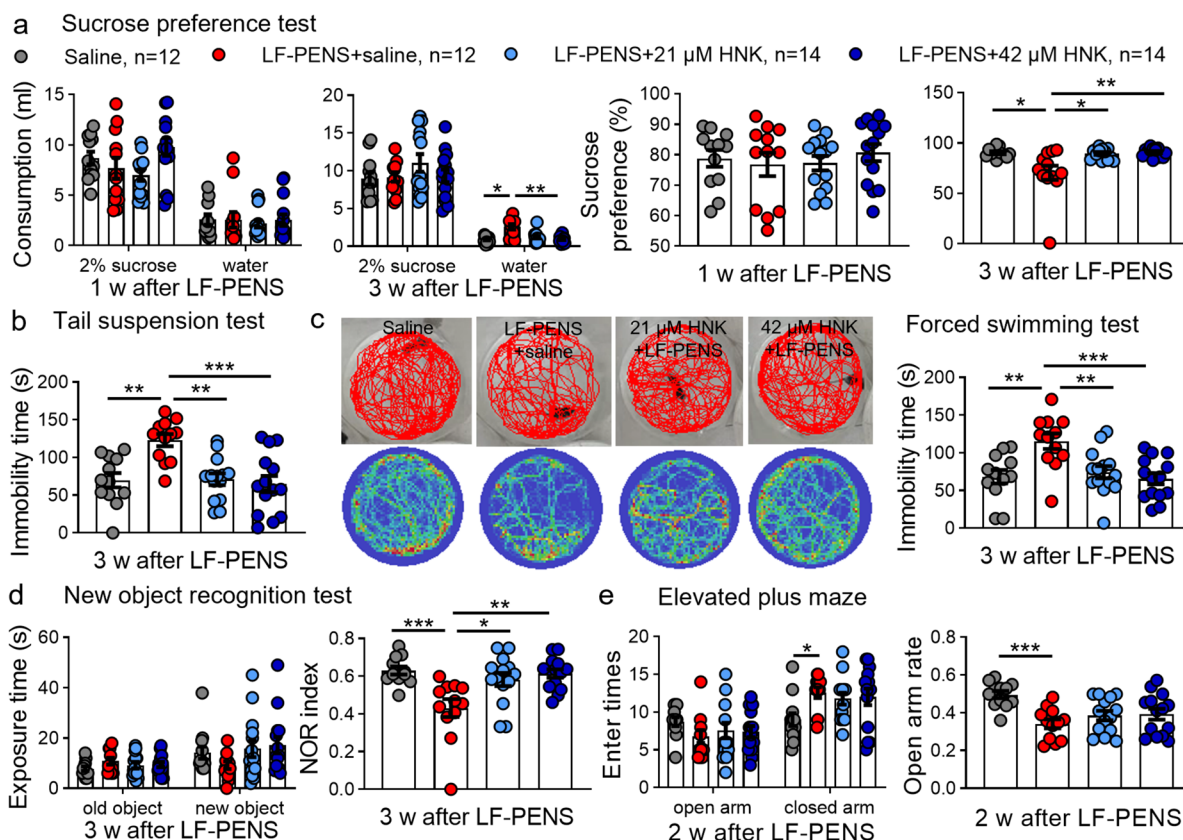 a Sucrose preference test
Saline, n=12 LF-PENS+saline, n=12 LF-PENS+21 µM HNK, n=14 LF-PENS+42 µM HNK, n=14
Consumption (ml)
15
10
5
0
2% sucrose water
1 w after LF-PENS
25
20
15
10
5
0
* **
2% sucrose water
3 w after LF-PENS
Sucrose
preference (%)
100
90
80
70
60
50
1 w after LF-PENS
150
100
50
0
**
* *
3 w after LF-PENS
b Tail suspension test
Immobility time (s)
200
150
100
50
0
***
** **
3 w after LF-PENS
c
Saline
LF-PENS
+saline
21 µM HNK
+LF-PENS
42 µM HNK
+LF-PENS
Forced swimming test
Immobility time (s)
200
150
100
50
0
***
** **
3 w after LF-PENS
d New object recognition test
Exposure time (s)
60
40
20
0
old object new object
3 w after LF-PENS
NOR index
0.8
0.6
0.4
0.2
0.0
**
*** *
3 w after LF-PENS
e Elevated plus maze
Enter times
20
15
10
5
0
*
open arm closed arm
2 w after LF-PENS
Open arm rate
0.8
0.6
0.4
0.2
0.0
***
2 w after LF-PENS